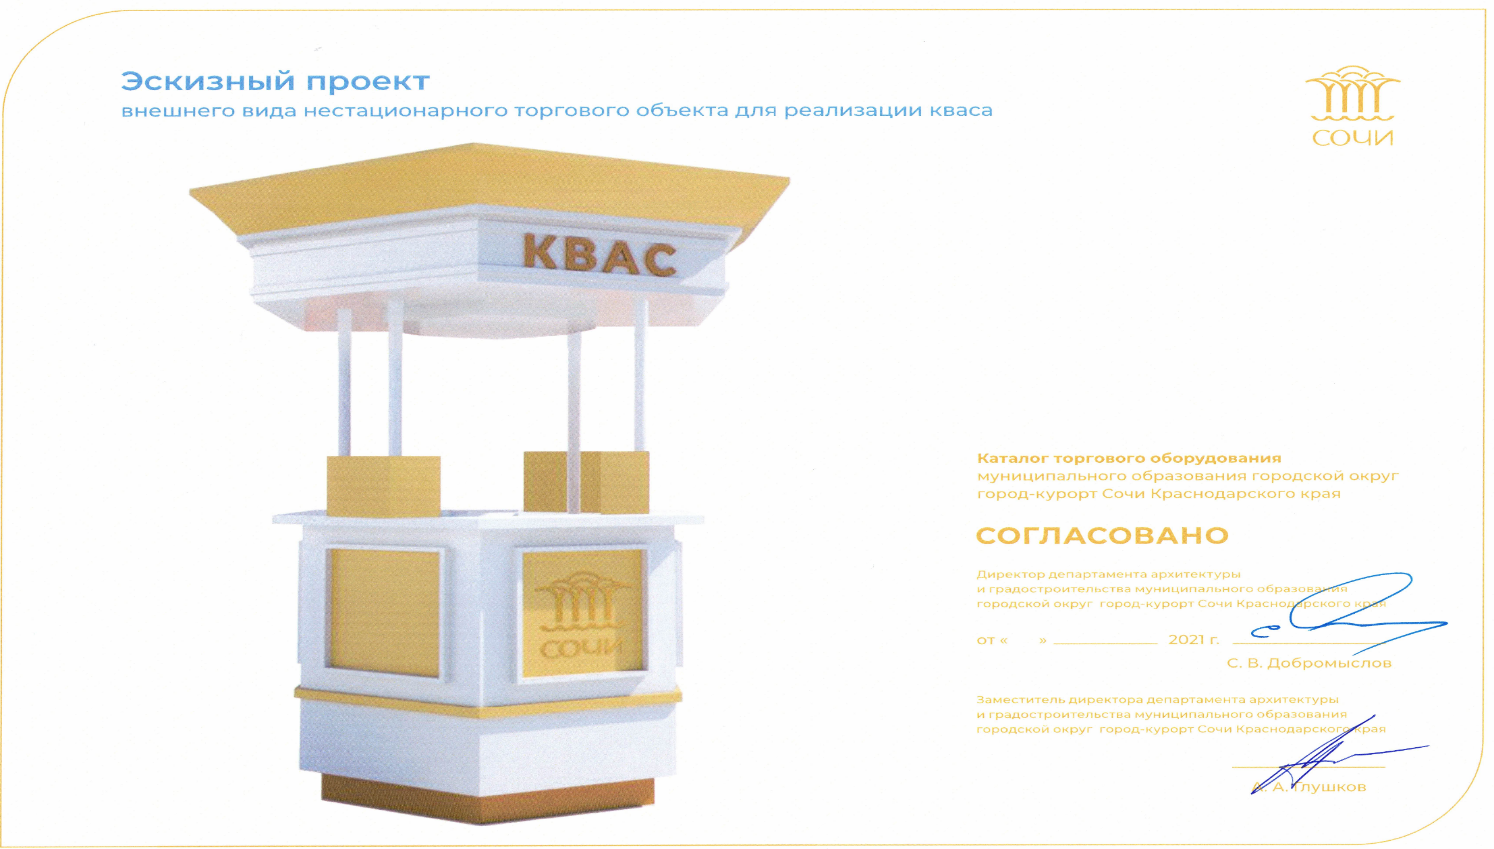 Эскизный проект
внешнего вида нестационарного торгового объекта для реализации кваса
СОЧИ
КВАС
СОЧИ
Каталог торгового оборудования
муниципального образования городской округ
город-курорт Сочи Краснодарского края
СОГЛАСОВАНО
Директор департамента архитектуры
и градостроительства муниципального образования
городской округ город-курорт Сочи Краснодарского края
от « » ____________ 2021 г. ____________
С. В. Добромыслов
Заместитель директора департамента архитектуры
и градостроительства муниципального образования
городской округ город-курорт Сочи Краснодарского края
А. А. Глушков